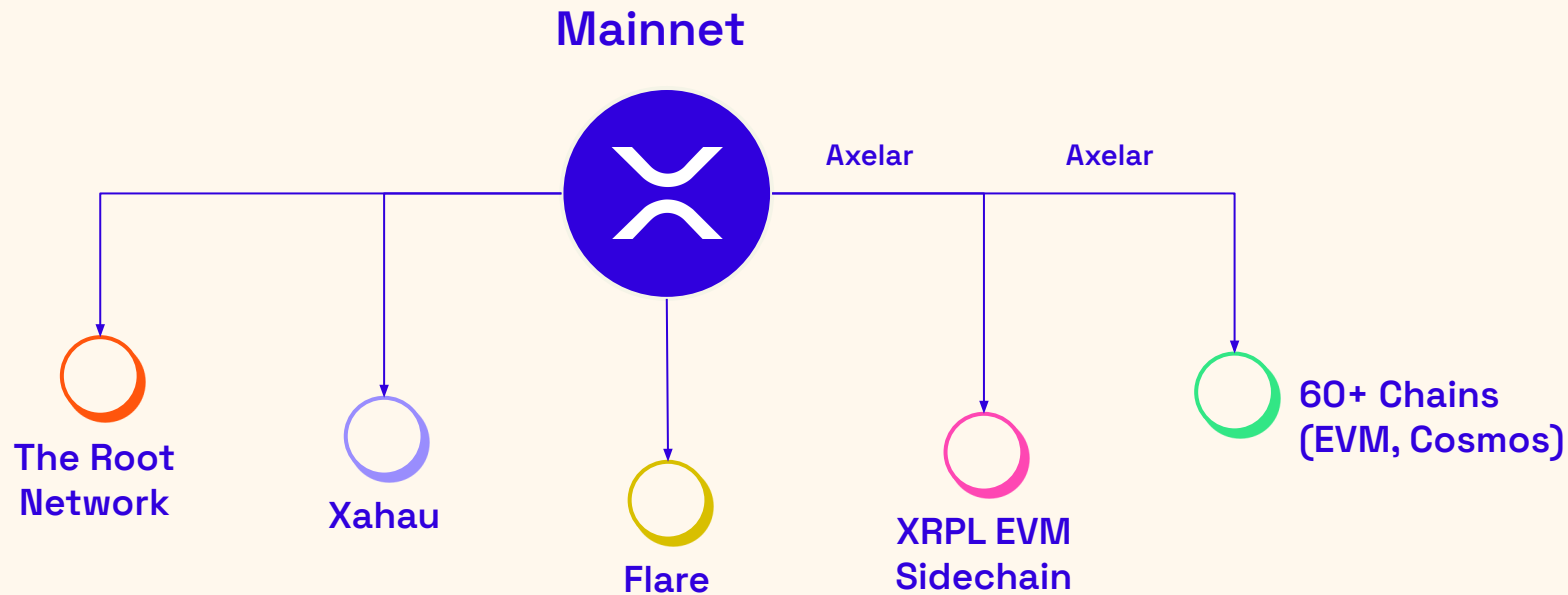 Mainnet
Axelar
Axelar
The Root
Network
Xahau
Flare
XRPL EVM
Sidechain
60+ Chains
(EVM, Cosmos)